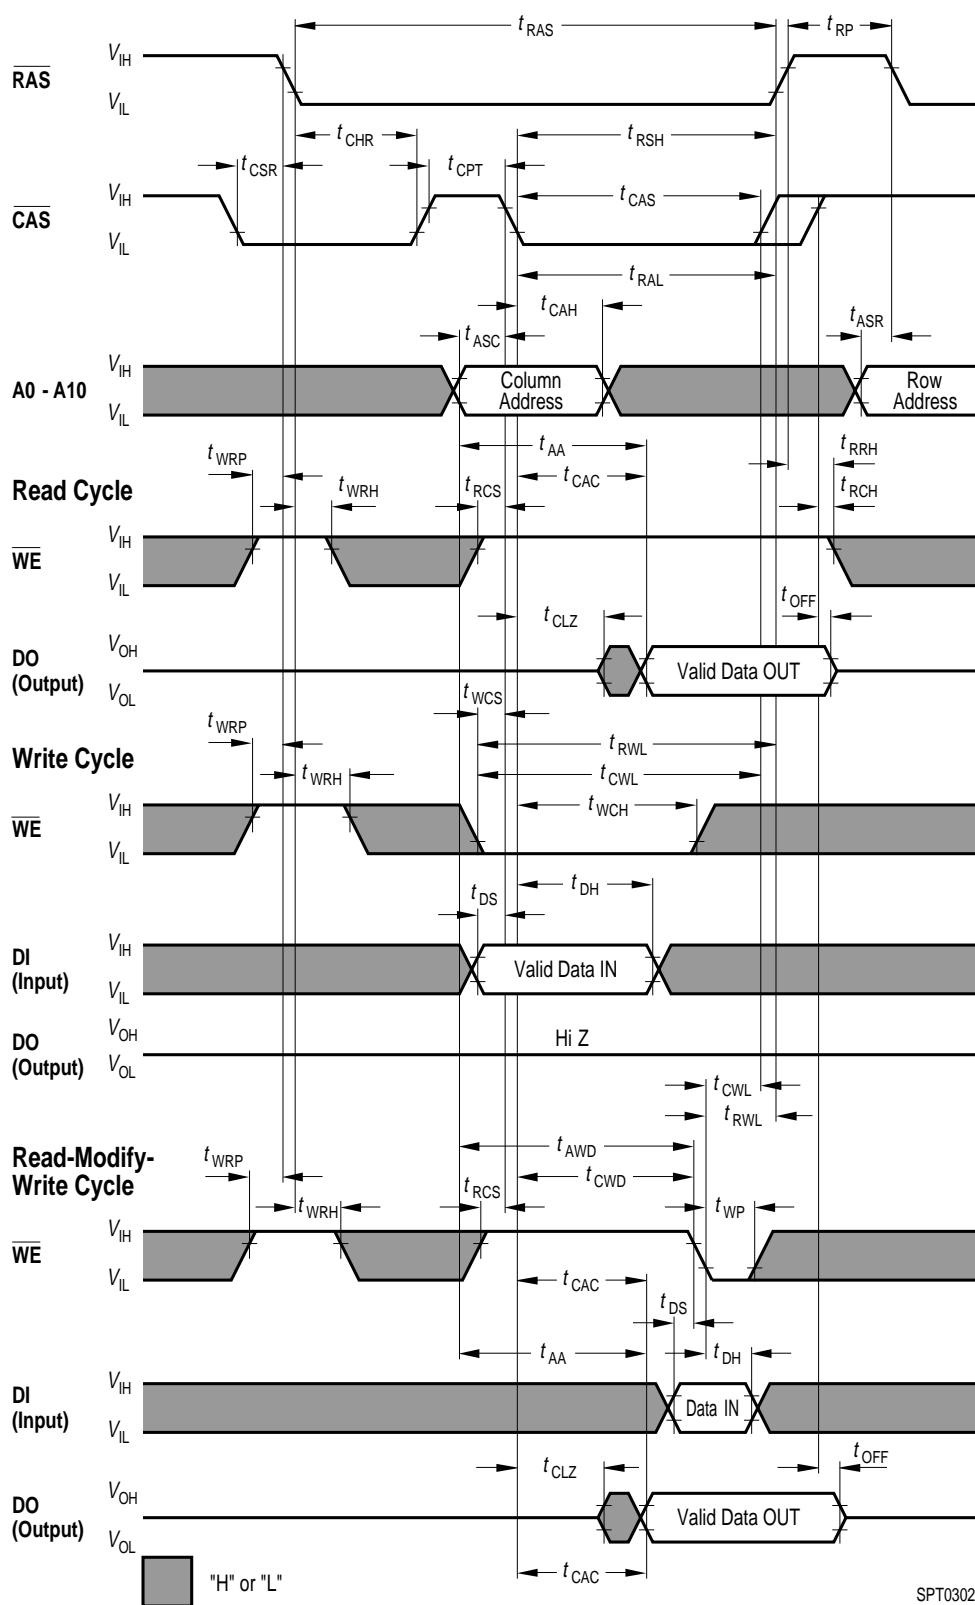 tRAS
tRP
RAS
VIH
VIL
tCHR
tRSH
tCSR
tCPT
CAS
VIH
VIL
tCAS
tRAL
tCAH
tASR
tASC
A0 - A10
VIH
VIL
Column
Address
Row
Address
tAA
tRRH
tWRP
Read Cycle
tWRH
tRCS
tCAC
tRCH
WE
VIH
VIL
tOFF
tCLZ
DO
(Output)
VOH
VOL
Valid Data OUT
tWCS
tWRP
Write Cycle
tRWL
tWRH
tCWL
WE
VIH
VIL
tWCH
tDH
tDS
DI
(Input)
VIH
VIL
Valid Data IN
DO
(Output)
VOH
VOL
Hi Z
tCWL
tRWL
Read-Modify-
Write Cycle
tWRP
tAWD
tWRH
tRCS
tCWD
tWP
WE
VIH
VIL
tCAC
tDS
tAA
tDH
DI
(Input)
VIH
VIL
Data IN
tCLZ
tOFF
DO
(Output)
VOH
VOL
Valid Data OUT
tCAC
"H" or "L"
SPT03029